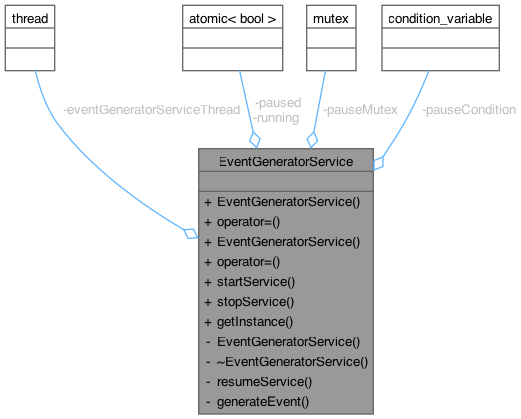 thread
atomic< bool >
mutex
condition_variable
-eventGeneratorServiceThread
-paused
-running
-pauseMutex
-pauseCondition
EventGeneratorService
+ EventGeneratorService()
+ operator=()
+ EventGeneratorService()
+ operator=()
+ startService()
+ stopService()
+ getInstance()
- EventGeneratorService()
- ~EventGeneratorService()
- resumeService()
- generateEvent()